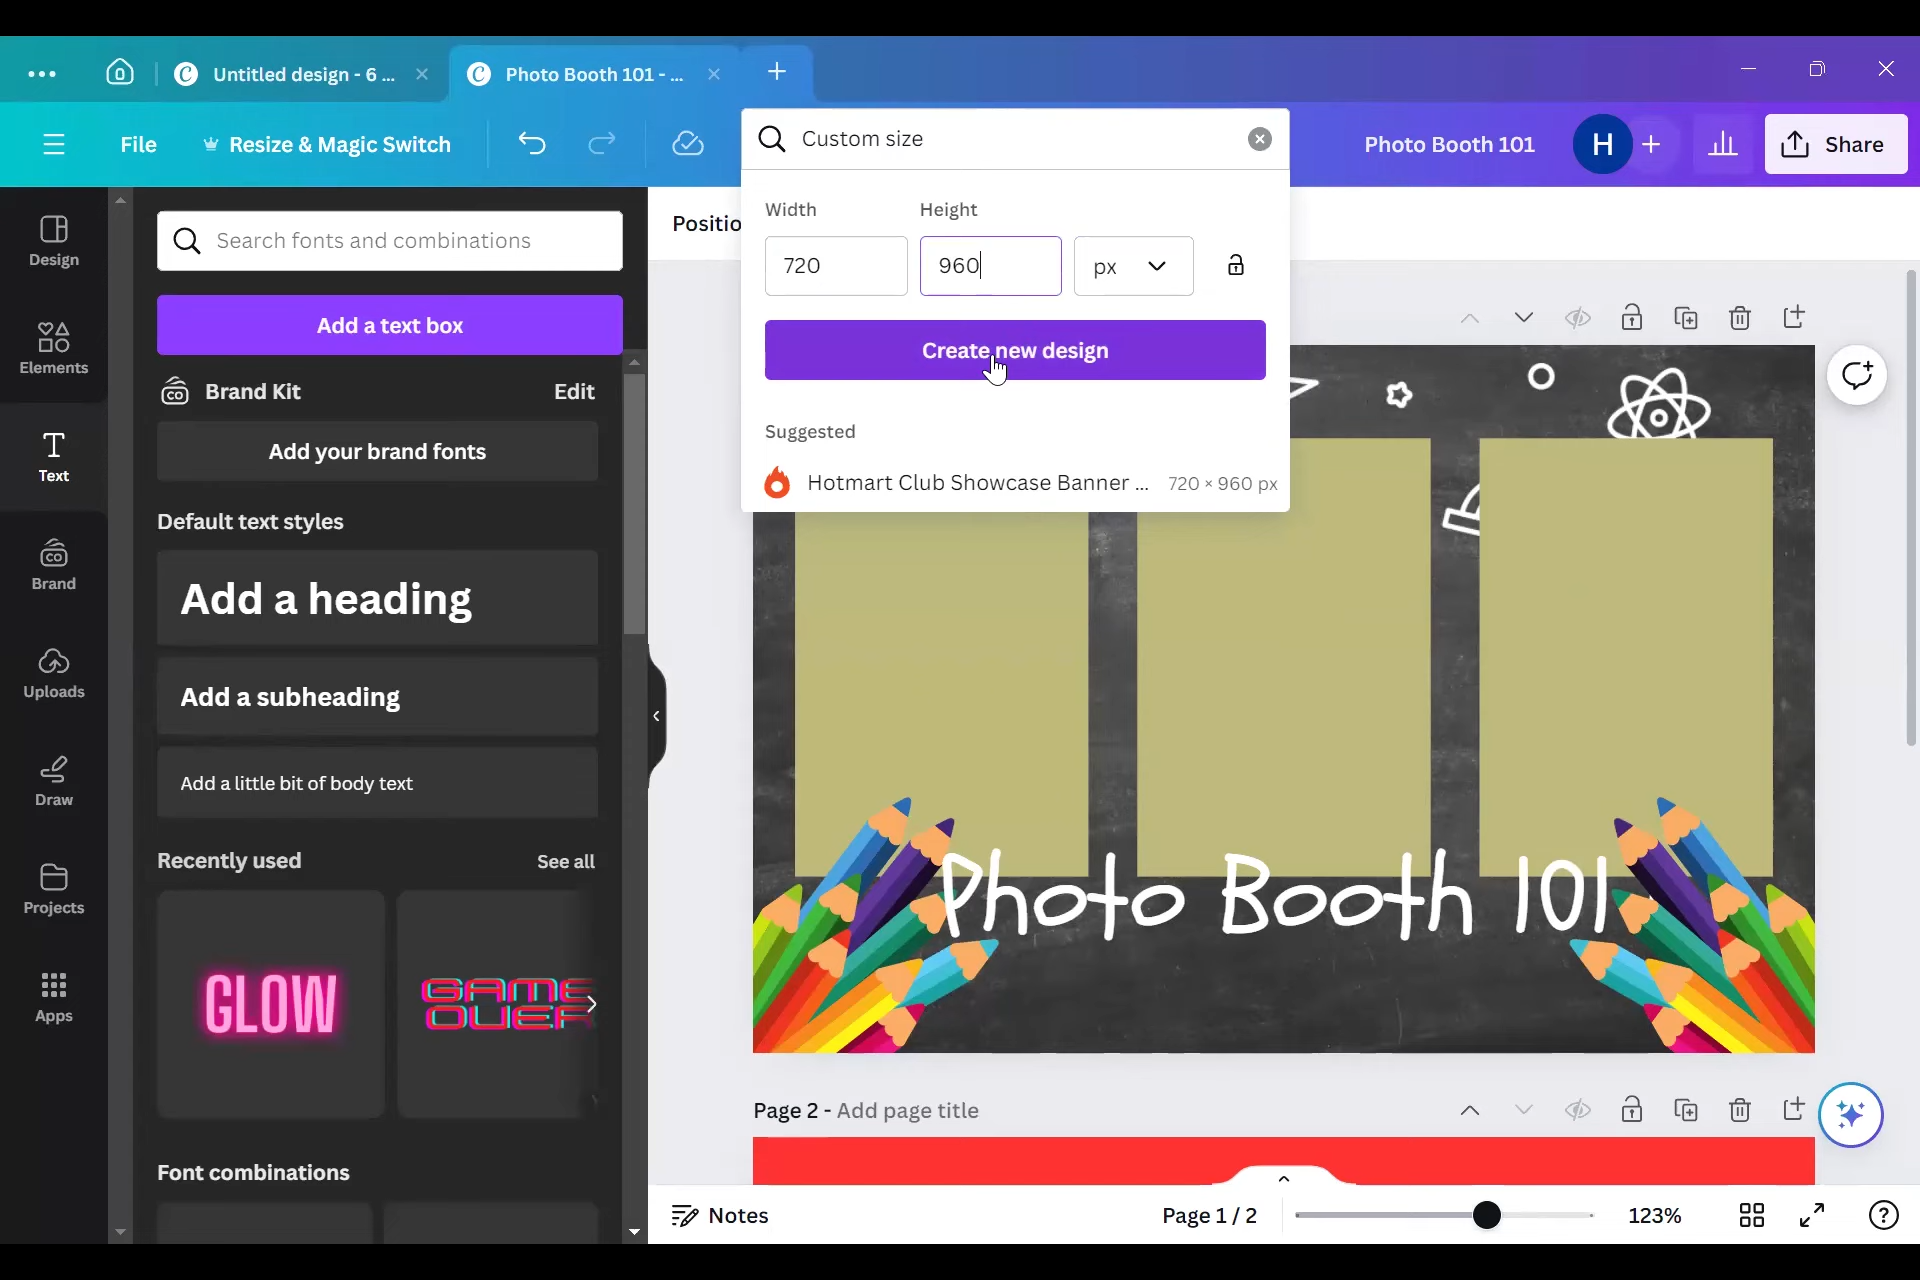 Untitled design - 6 ...
Photo Booth 101 - ...
File
Resize & Magic Switch
Custom size
Photo Booth 101
H
Share
Width
Height
720
960
px
Create new design
Suggested
Hotmart Club Showcase Banner ...
720 × 960 px
Positio
Design
Elements
Text
Brand
Uploads
Draw
Projects
Apps
Search fonts and combinations
Add a text box
Brand Kit
Edit
Add your brand fonts
Default text styles
Add a heading
Add a subheading
Add a little bit of body text
Recently used
See all
GLOW
GAME
OVER
Font combinations
Photo Booth 101
Page 2 - Add page title
Notes
Page 1 / 2
123%